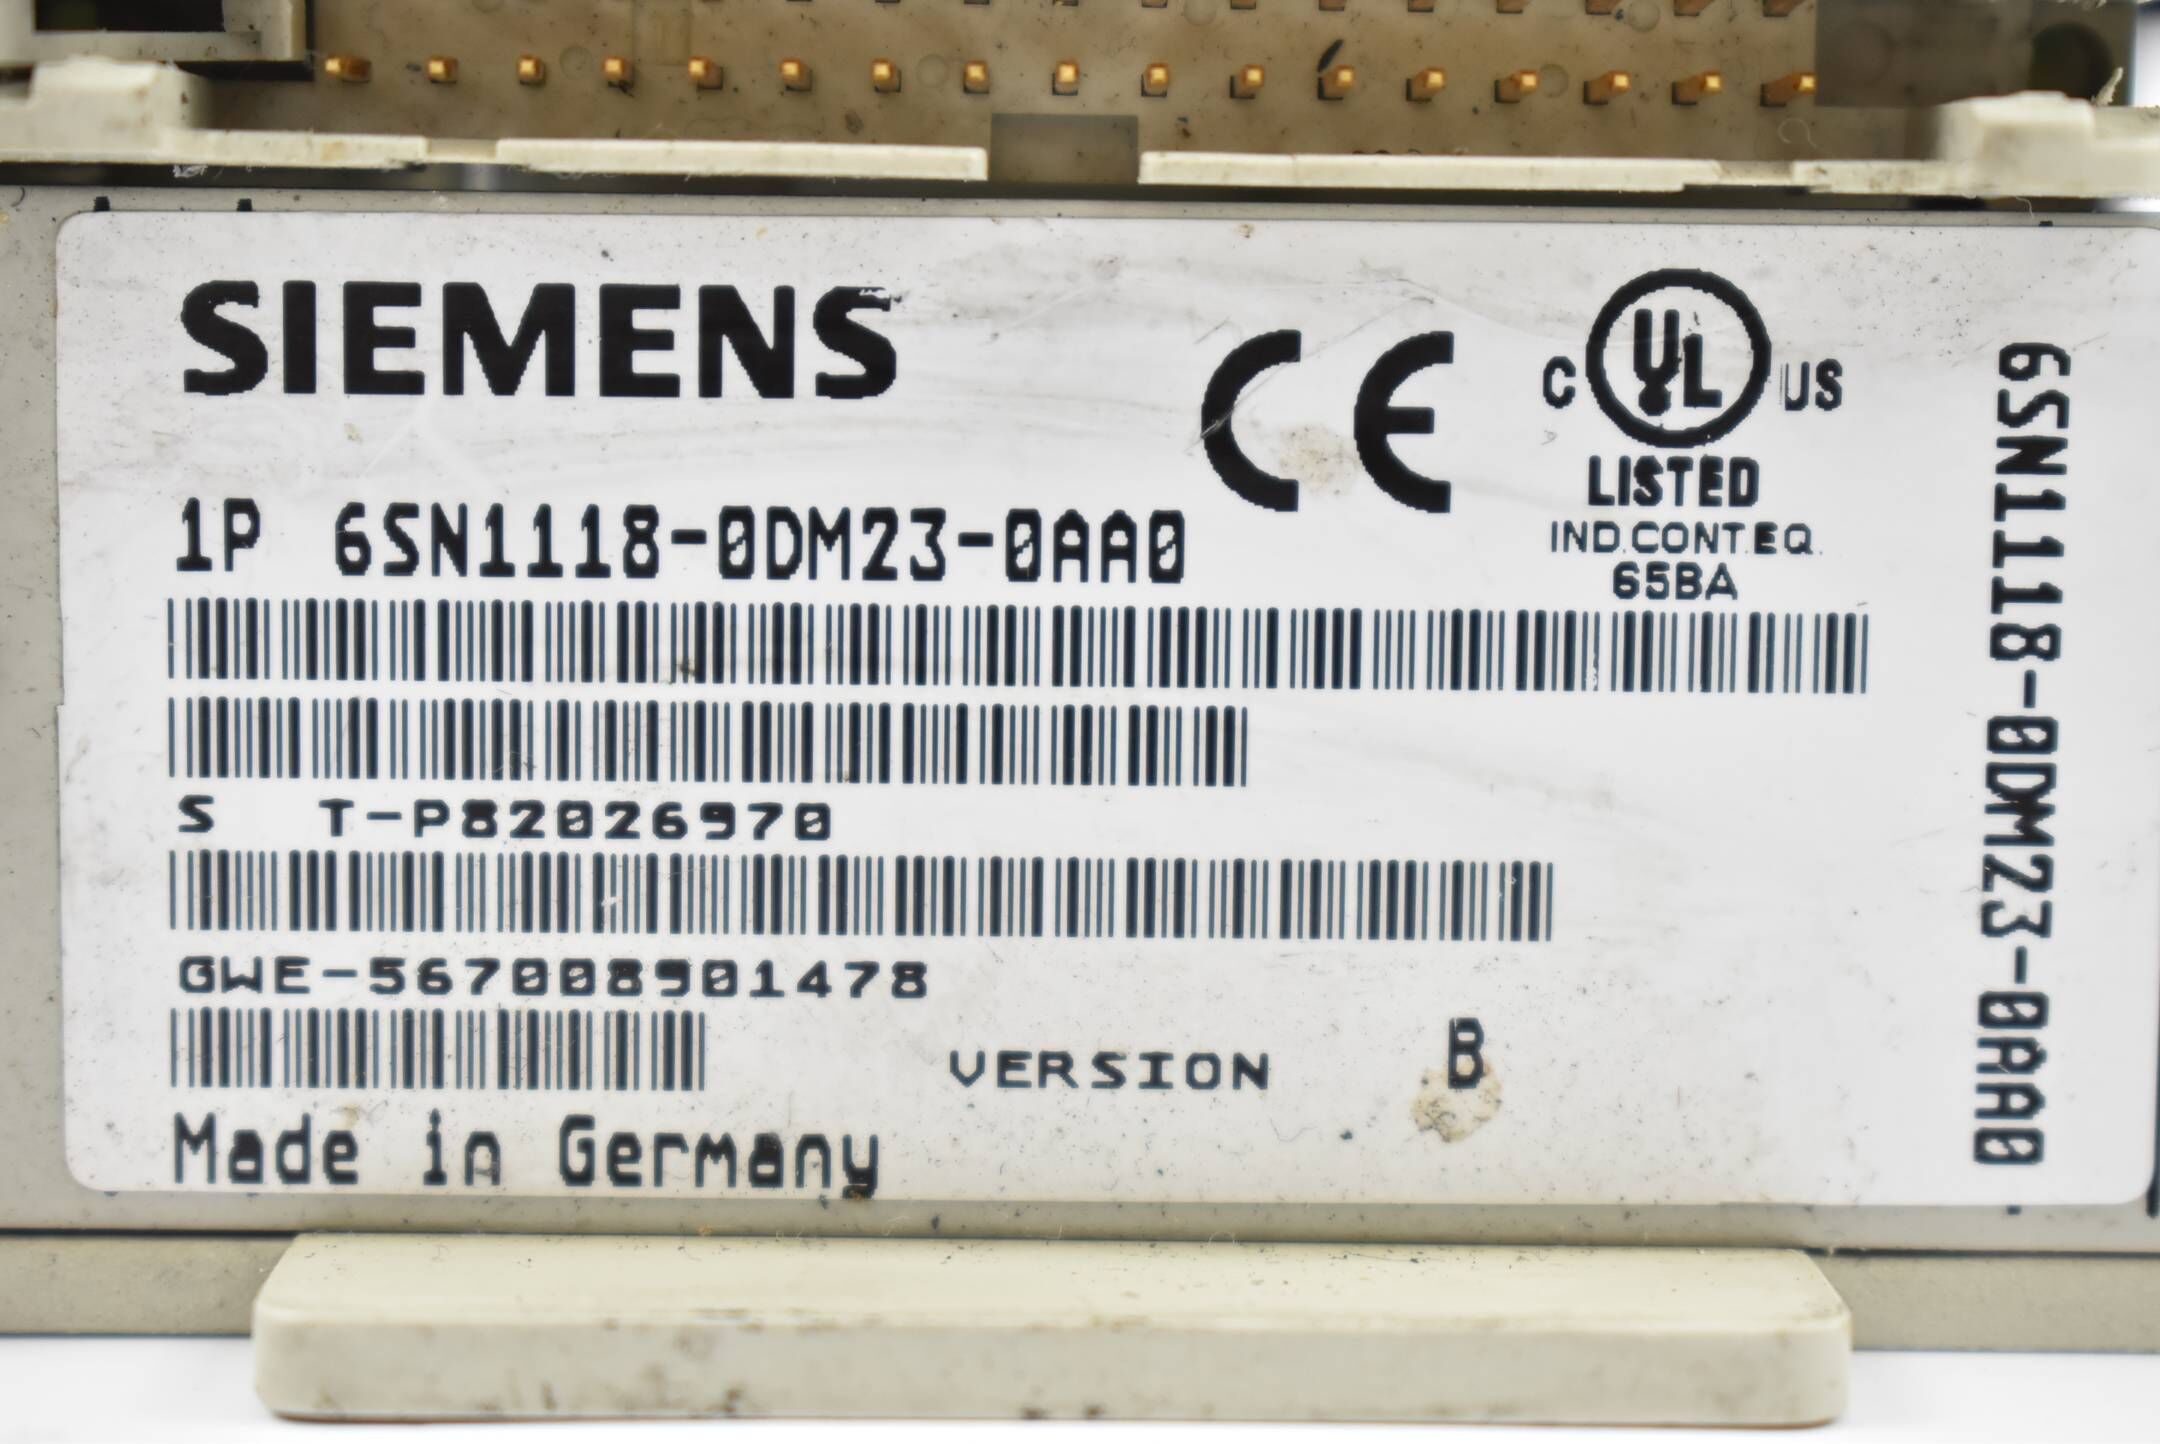 SIEMENS
CE
C UL US
LISTED
IND.CONT.EQ.
65BA
1P 6SN1118-0DM23-0AA0
S T-P82026970
GWE-567008901478
VERSION B
Made in Germany
6SN1118-0DM23-0AA0